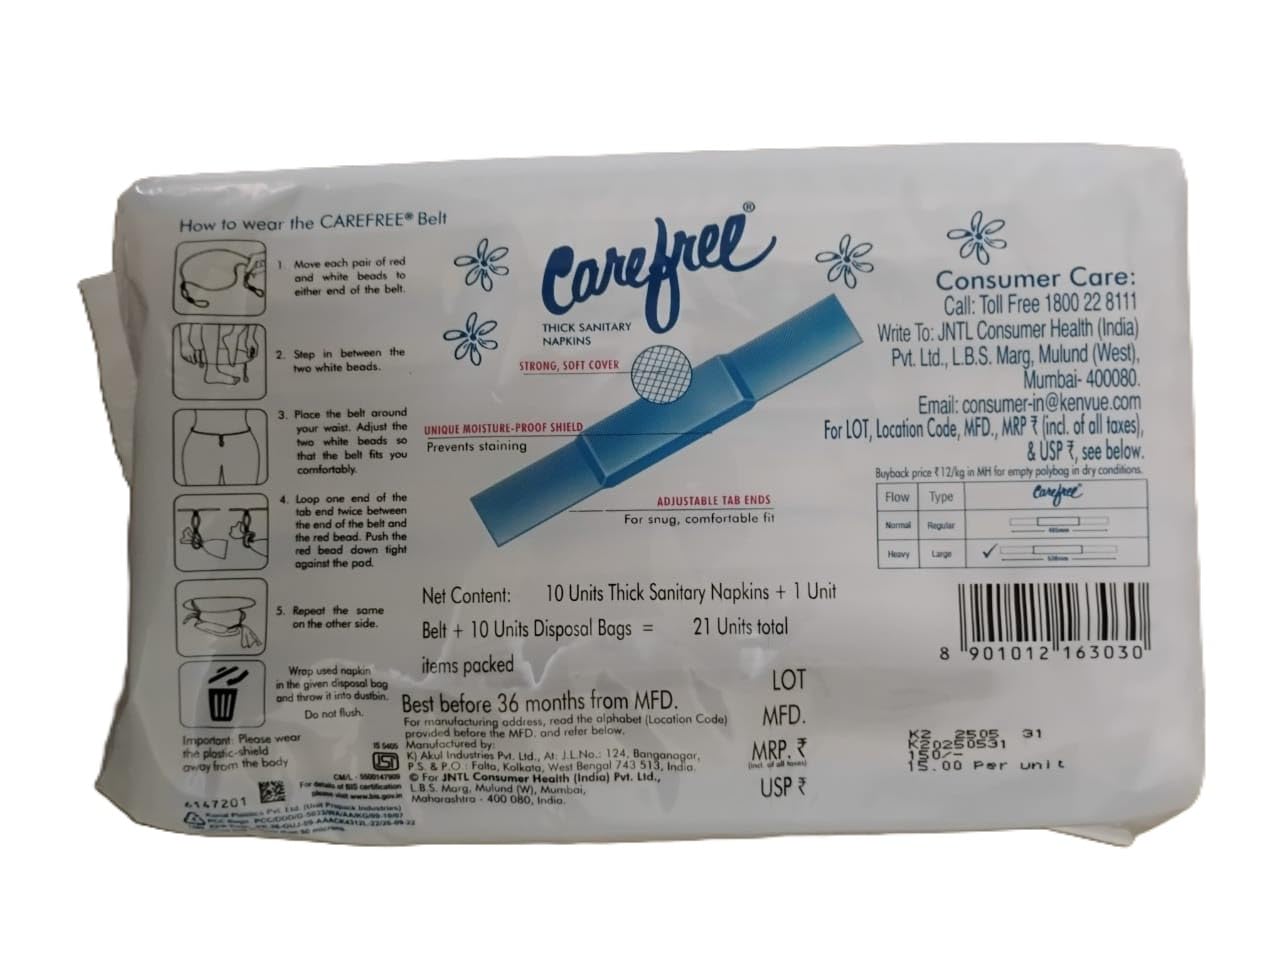 How to wear the CAREFREE® Belt
1. Move each pair of red
and white beads to
either end of the belt.
2. Step in between the
two white beads.
3. Place the belt around
your waist. Adjust the
two white beads so
that the belt fits you
comfortably.
4. Loop one end of the
tab end twice between
the end of the belt and
the red bead. Push the
red bead down tight
against the pad.
5. Repeat the same
on the other side.
Wrap used napkin
in the given disposal bag
and throw it into dustbin.
Do not flush.
Important: Please wear
the plastic-shield
away from the body
IS 5405
CM/L - 5500147909
For details of BIS certification
please visit www.bis.gov.in
6147201
Carefree®
THICK SANITARY
NAPKINS
STRONG, SOFT COVER
UNIQUE MOISTURE-PROOF SHIELD
Prevents staining
ADJUSTABLE TAB ENDS
For snug, comfortable fit
Net Content: 10 Units Thick Sanitary Napkins + 1 Unit
Belt + 10 Units Disposal Bags = 21 Units total
items packed
Best before 36 months from MFD.
For manufacturing address, read the alphabet (Location Code)
provided before the MFD. and refer below.
Manufactured by:
K) Akul Industries Pvt. Ltd., At: J.L.No.: 124, Banganagar,
P.S. & P.O.: Falta, Kolkata, West Bengal 743 513, India.
© For JNTL Consumer Health (India) Pvt. Ltd.,
L.B.S. Marg, Mulund (W), Mumbai,
Maharashtra - 400 080, India.
Consumer Care:
Call: Toll Free 1800 22 8111
Write To: JNTL Consumer Health (India)
Pvt. Ltd., L.B.S. Marg, Mulund (West),
Mumbai- 400080.
Email: consumer-in@kenvue.com
For LOT, Location Code, MFD., MRP ₹ (incl. of all taxes),
& USP ₹, see below.
Buyback price ₹12/kg in MH for empty polybag in dry conditions.
Flow Type Carefree
Normal Regular
Heavy Large ✓
8 901012 163030
LOT K2 2505 31
MFD. K20250531
MRP. ₹ 150/-
(incl. of all taxes)
USP ₹ 15.00 Per unit